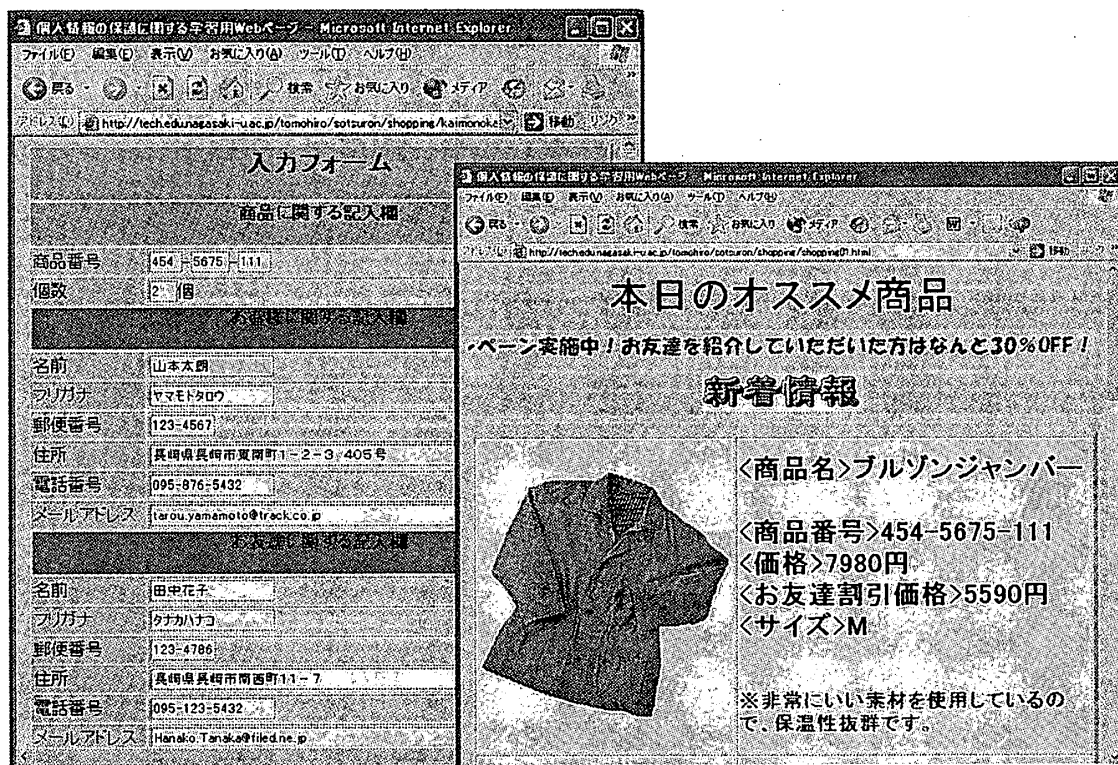 個人情報の保護に関する学習用Webページ - Microsoft Internet Explorer
ファイル(F) 編集(E) 表示(V) お気に入り(A) ツール(T) ヘルプ(H)
戻る 検索 お気に入り メディア
アドレス(D) http://tech.edu.nagasaki-u.ac.jp/tomohiro/sotsuron/shopping/kaimonoka 移動 リンク
入力フォーム
商品に関する記入欄
商品番号 454 - 5675 - 111
個数 2 個
お客様に関する記入欄
名前 山本太朗
フリガナ ヤマモトタロウ
郵便番号 123-4567
住所 長崎県長崎市東南町1-2-3 405号
電話番号 095-876-5432
メールアドレス tarou.yamamoto@track.co.jp
お友達に関する記入欄
名前 田中花子
フリガナ タナカハナコ
郵便番号 123-4786
住所 長崎県長崎市南西町11-7
電話番号 095-123-5432
メールアドレス Hanako.Tanaka@filed.ne.jp
個人情報の保護に関する学習用Webページ - Microsoft Internet Explorer
ファイル(F) 編集(E) 表示(V) お気に入り(A) ツール(T) ヘルプ(H)
戻る 検索 お気に入り メディア
http://tech.edu.nagasaki-u.ac.jp/tomohiro/sotsuron/shopping/shopping01.html 移動
本日のオススメ商品
ペーン実施中!お友達を紹介していただいた方はなんと30%OFF!
新着情報
<商品名>ブルゾンジャンバー
<商品番号>454-5675-111
<価格>7980円
<お友達割引価格>5590円
<サイズ>M
※非常にいい素材を使用しているの
で、保温性抜群です。